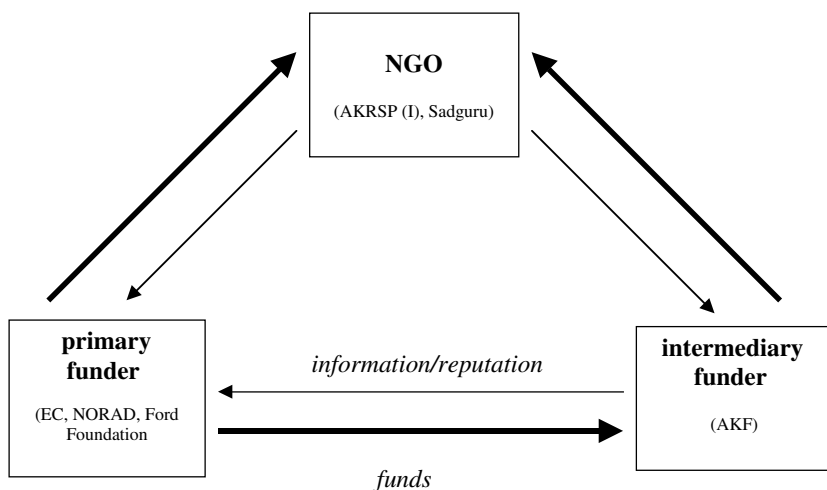 NGO
(AKRSP (I), Sadguru)
primary
funder
(EC, NORAD, Ford
Foundation
information/reputation
intermediary
funder
(AKF)
funds